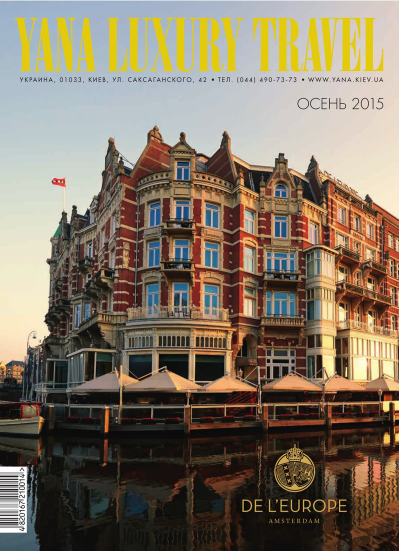 YANA LUXURY TRAVEL
УКРАИНА, 01033, КИЕВ, УЛ. САКСАГАНСКОГО, 42 • ТЕЛ. (044) 490-73-73 • WWW.YANA.KIEV.UA
ОСЕНЬ 2015
DE L'EUROPE
AMSTERDAM
4820167210014>